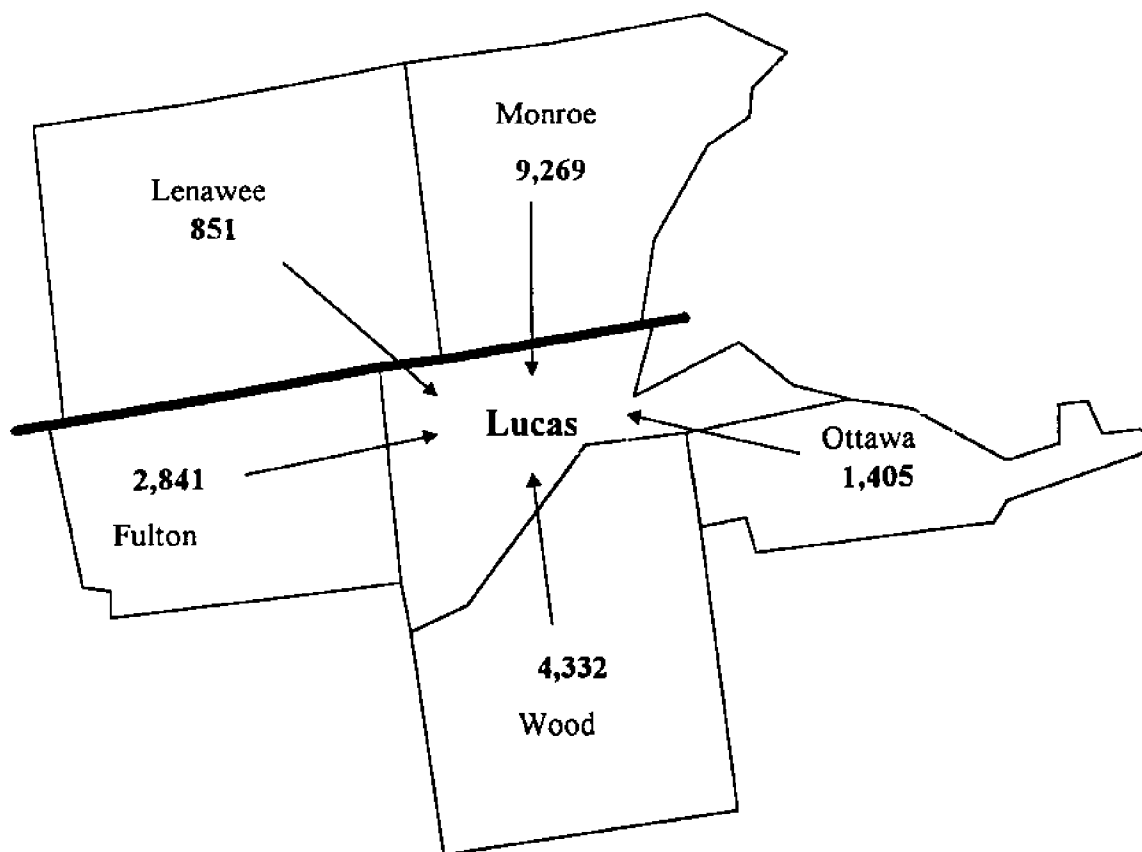 Monroe
9,269
Lenawee
851
Lucas
Ottawa
1,405
2,841
Fulton
4,332
Wood